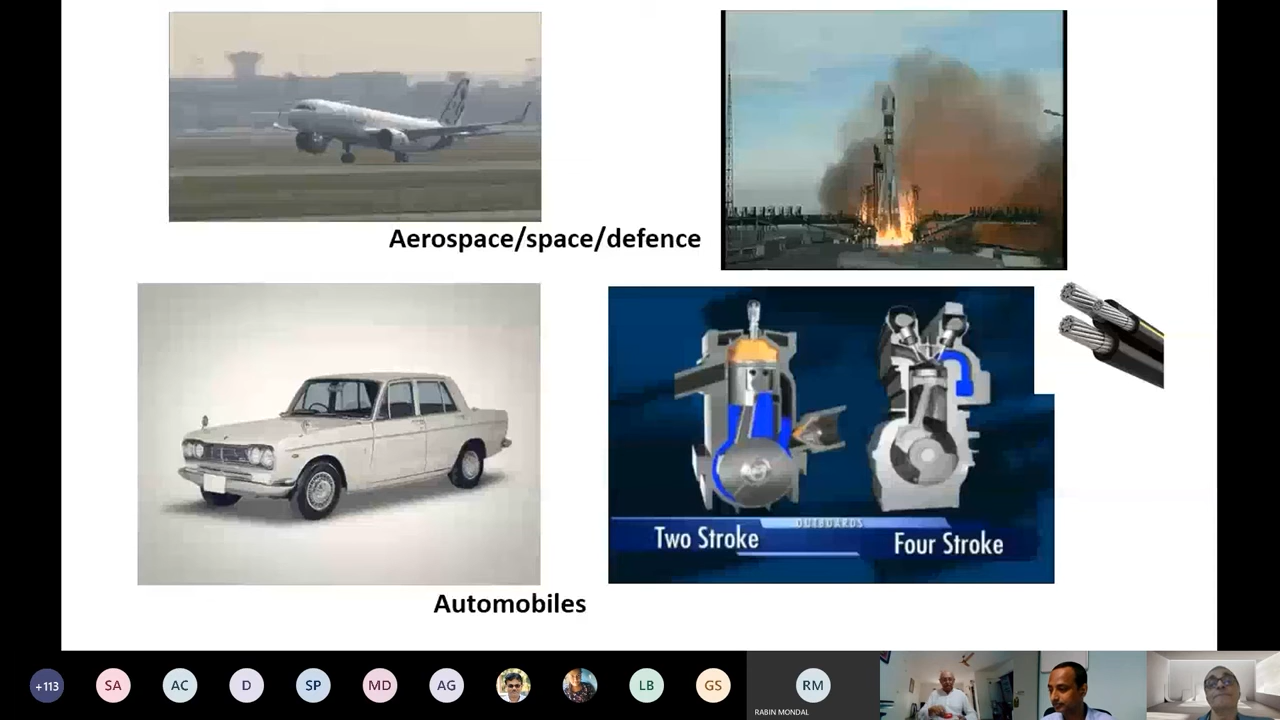 Aerospace/space/defence
OUTBOARDS
Two Stroke
Four Stroke
Automobiles
+113
SA
AC
D
SP
MD
AG
LB
GS
RM
RABIN MONDAL